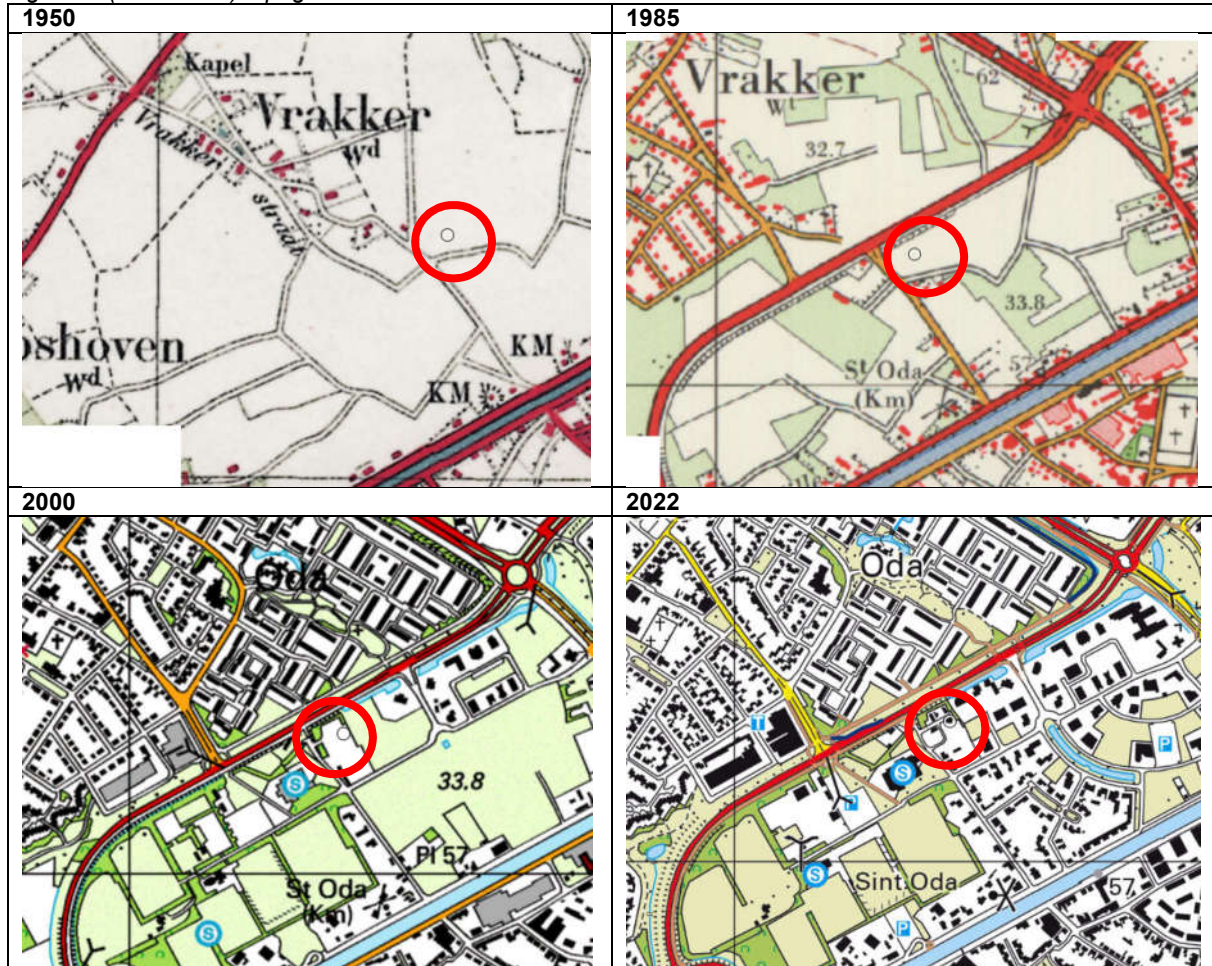 1950
1985
Kapel
Vrakker
Wd
Vrakker
straat
oshoven
Wd
KM
KM
Vrakker
Wd
62
32.7
33.8
57
St Oda
(Km)
2000
2022
Oda
S
33.8
Pl 57
St Oda
(Km)
S
Oda
T
P
S
P
S
Sint Oda
57
P